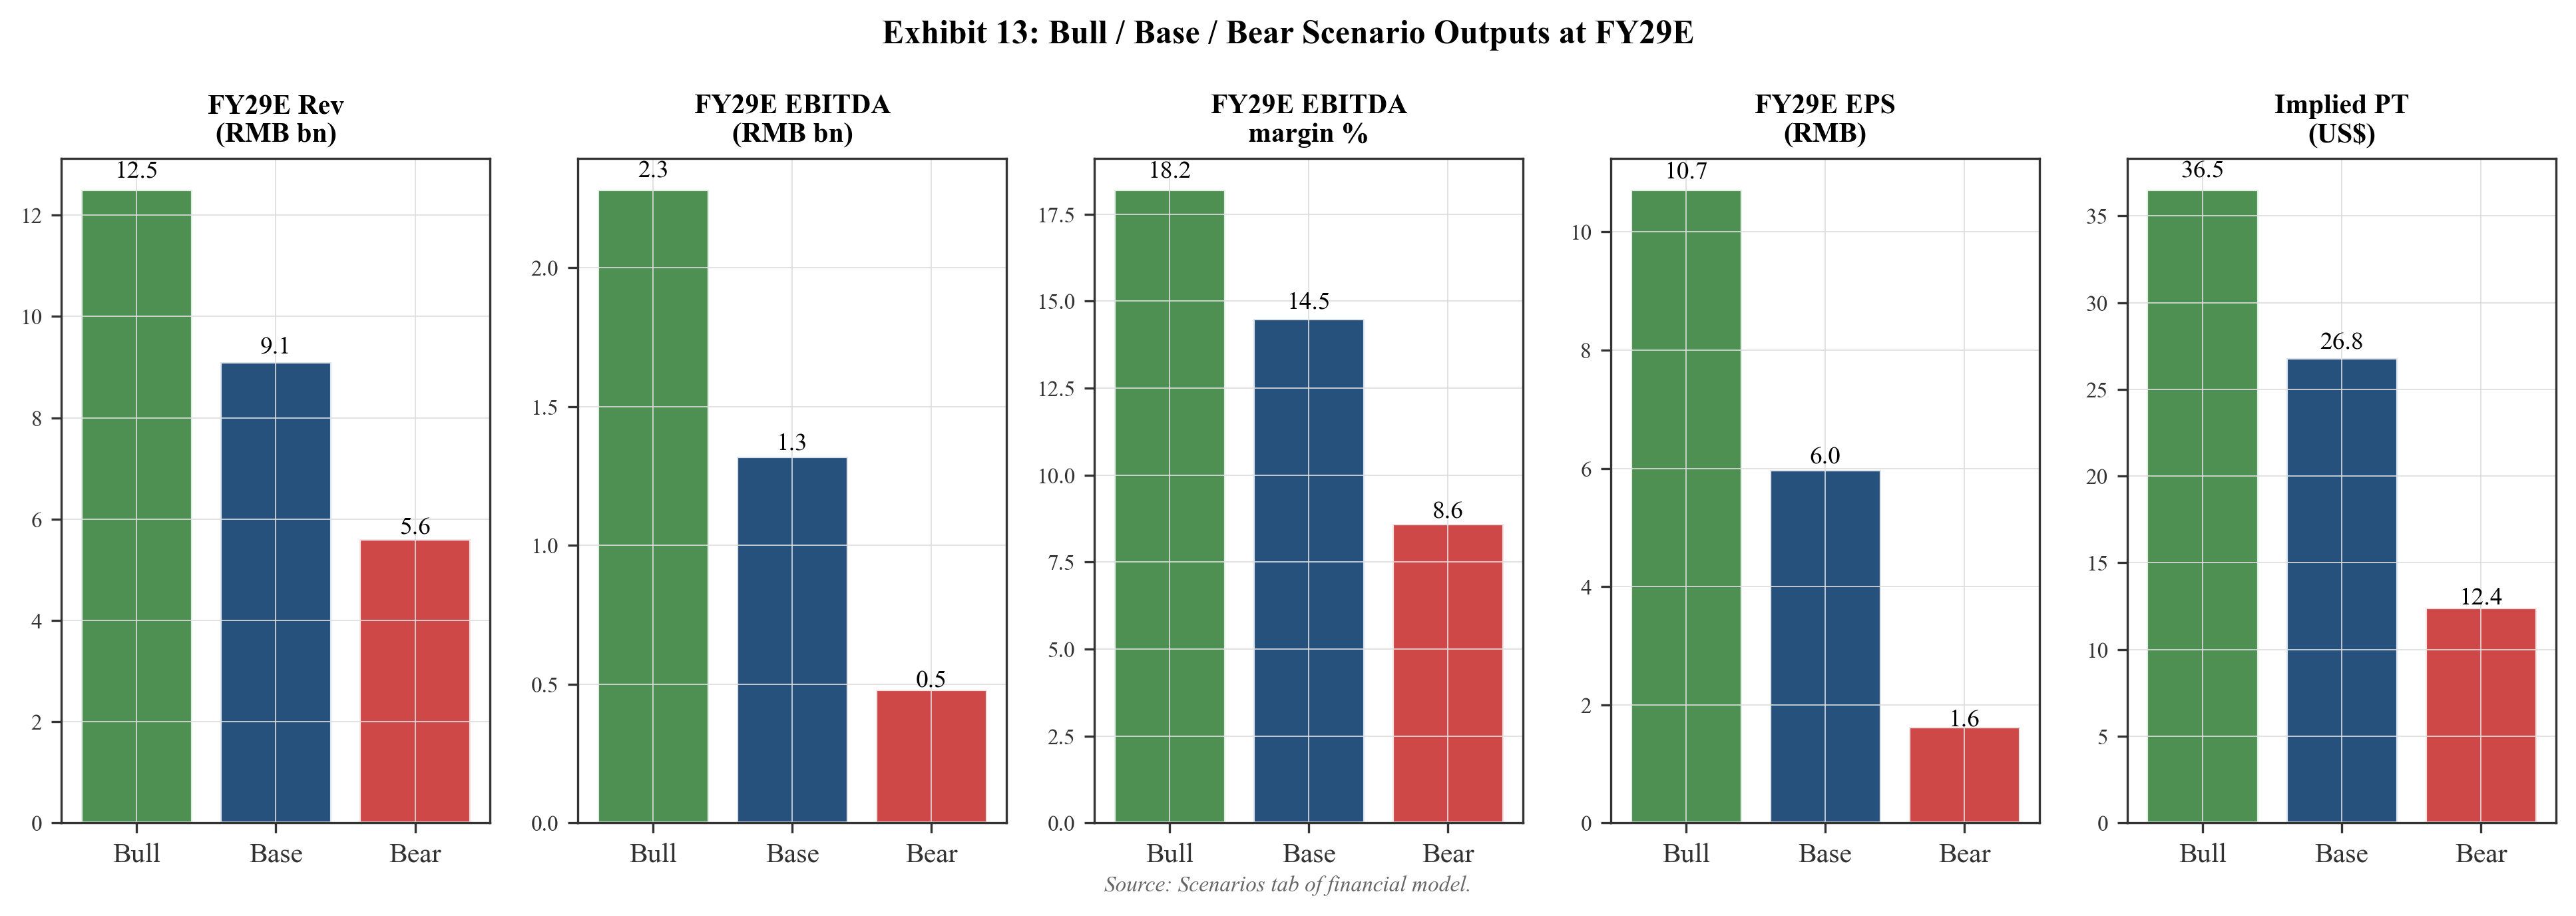 Exhibit 13: Bull / Base / Bear Scenario Outputs at FY29E
FY29E Rev
(RMB bn)
12.5
9.1
5.6
12
10
8
6
4
2
0
Bull Base Bear
FY29E EBITDA
(RMB bn)
2.3
1.3
0.5
2.0
1.5
1.0
0.5
0.0
Bull Base Bear
FY29E EBITDA
margin %
18.2
14.5
8.6
17.5
15.0
12.5
10.0
7.5
5.0
2.5
0.0
Bull Base Bear
FY29E EPS
(RMB)
10.7
6.0
1.6
10
8
6
4
2
0
Bull Base Bear
Implied PT
(US$)
36.5
26.8
12.4
35
30
25
20
15
10
5
0
Bull Base Bear
Source: Scenarios tab of financial model.